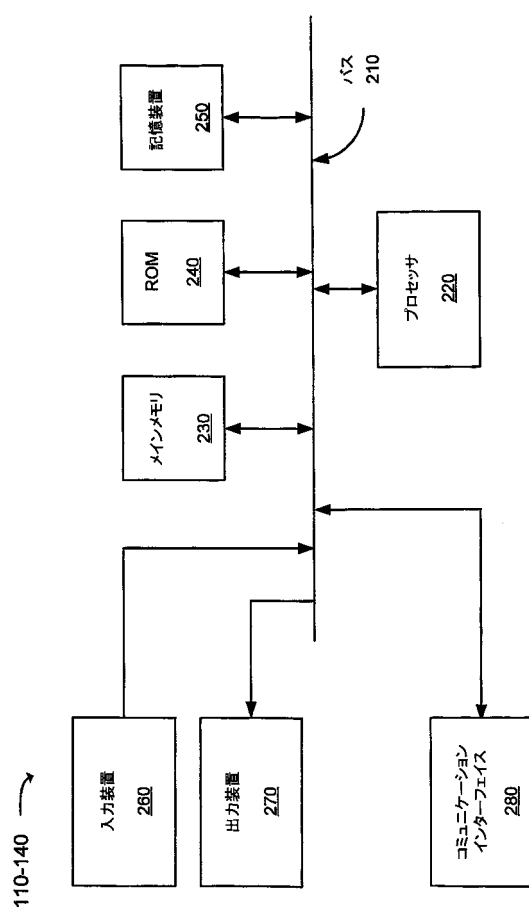 110-140
入力装置
260
出力装置
270
コミュニケーション
インターフェイス
280
メインメモリ
230
ROM
240
記憶装置
250
プロセッサ
220
バス
210